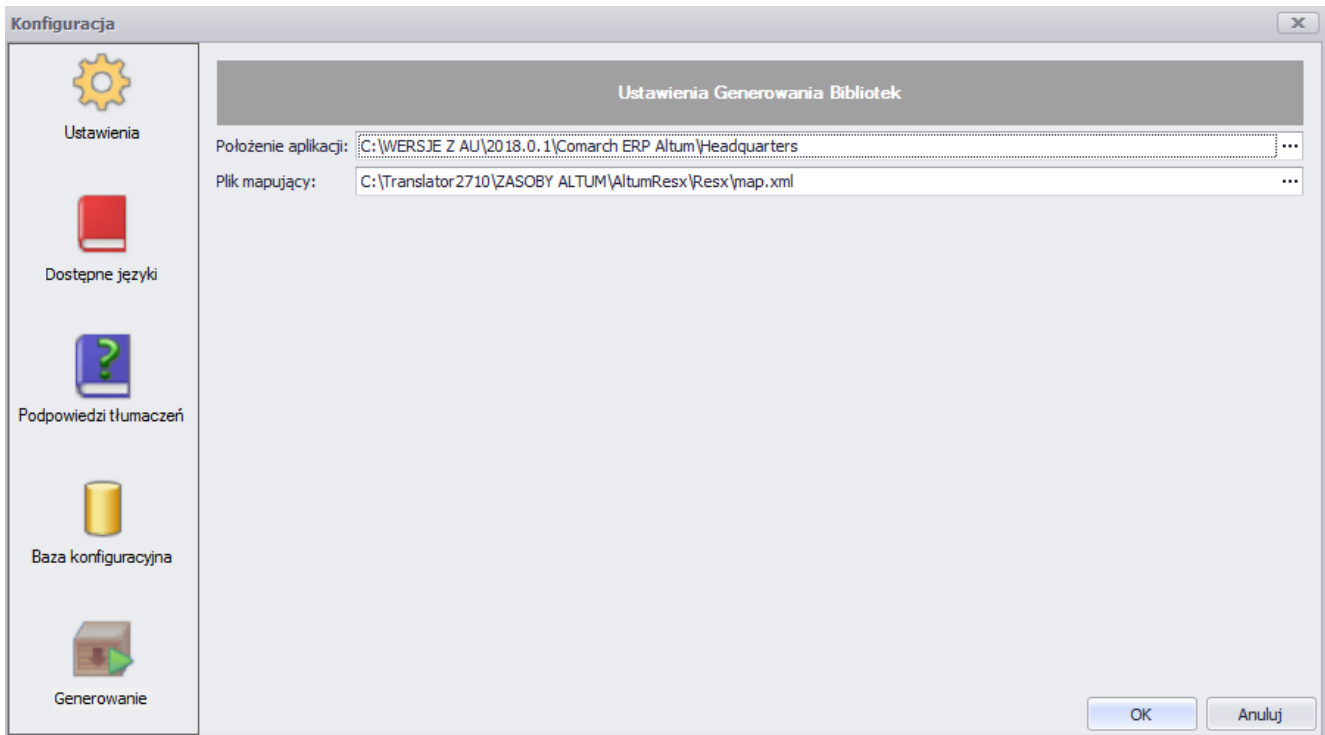 Konfiguracja
Ustawienia
Dostępne języki
Podpowiedzi tłumaczeń
Baza konfiguracyjna
Generowanie
Ustawienia Generowania Bibliotek
Położenie aplikacji: C:\WERSJE Z AU\2018.0.1\Comarch ERP Altum\Headquarters ...
Plik mapujący: C:\Translator2710\ZASOBY ALTUM\AltumResx\Resx\map.xml ...
OK Anuluj